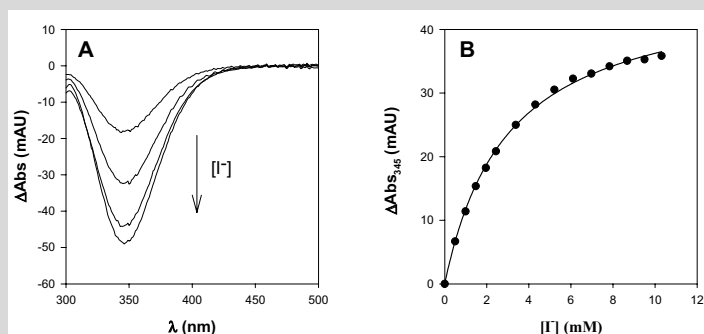 A
ΔAbs (mAU)
10
0
-10
-20
-30
-40
-50
-60
[I⁻]
300 350 400 450 500
λ (nm)
B
ΔAbs₃₄₅ (mAU)
40
30
20
10
0
0 2 4 6 8 10 12
[I⁻] (mM)